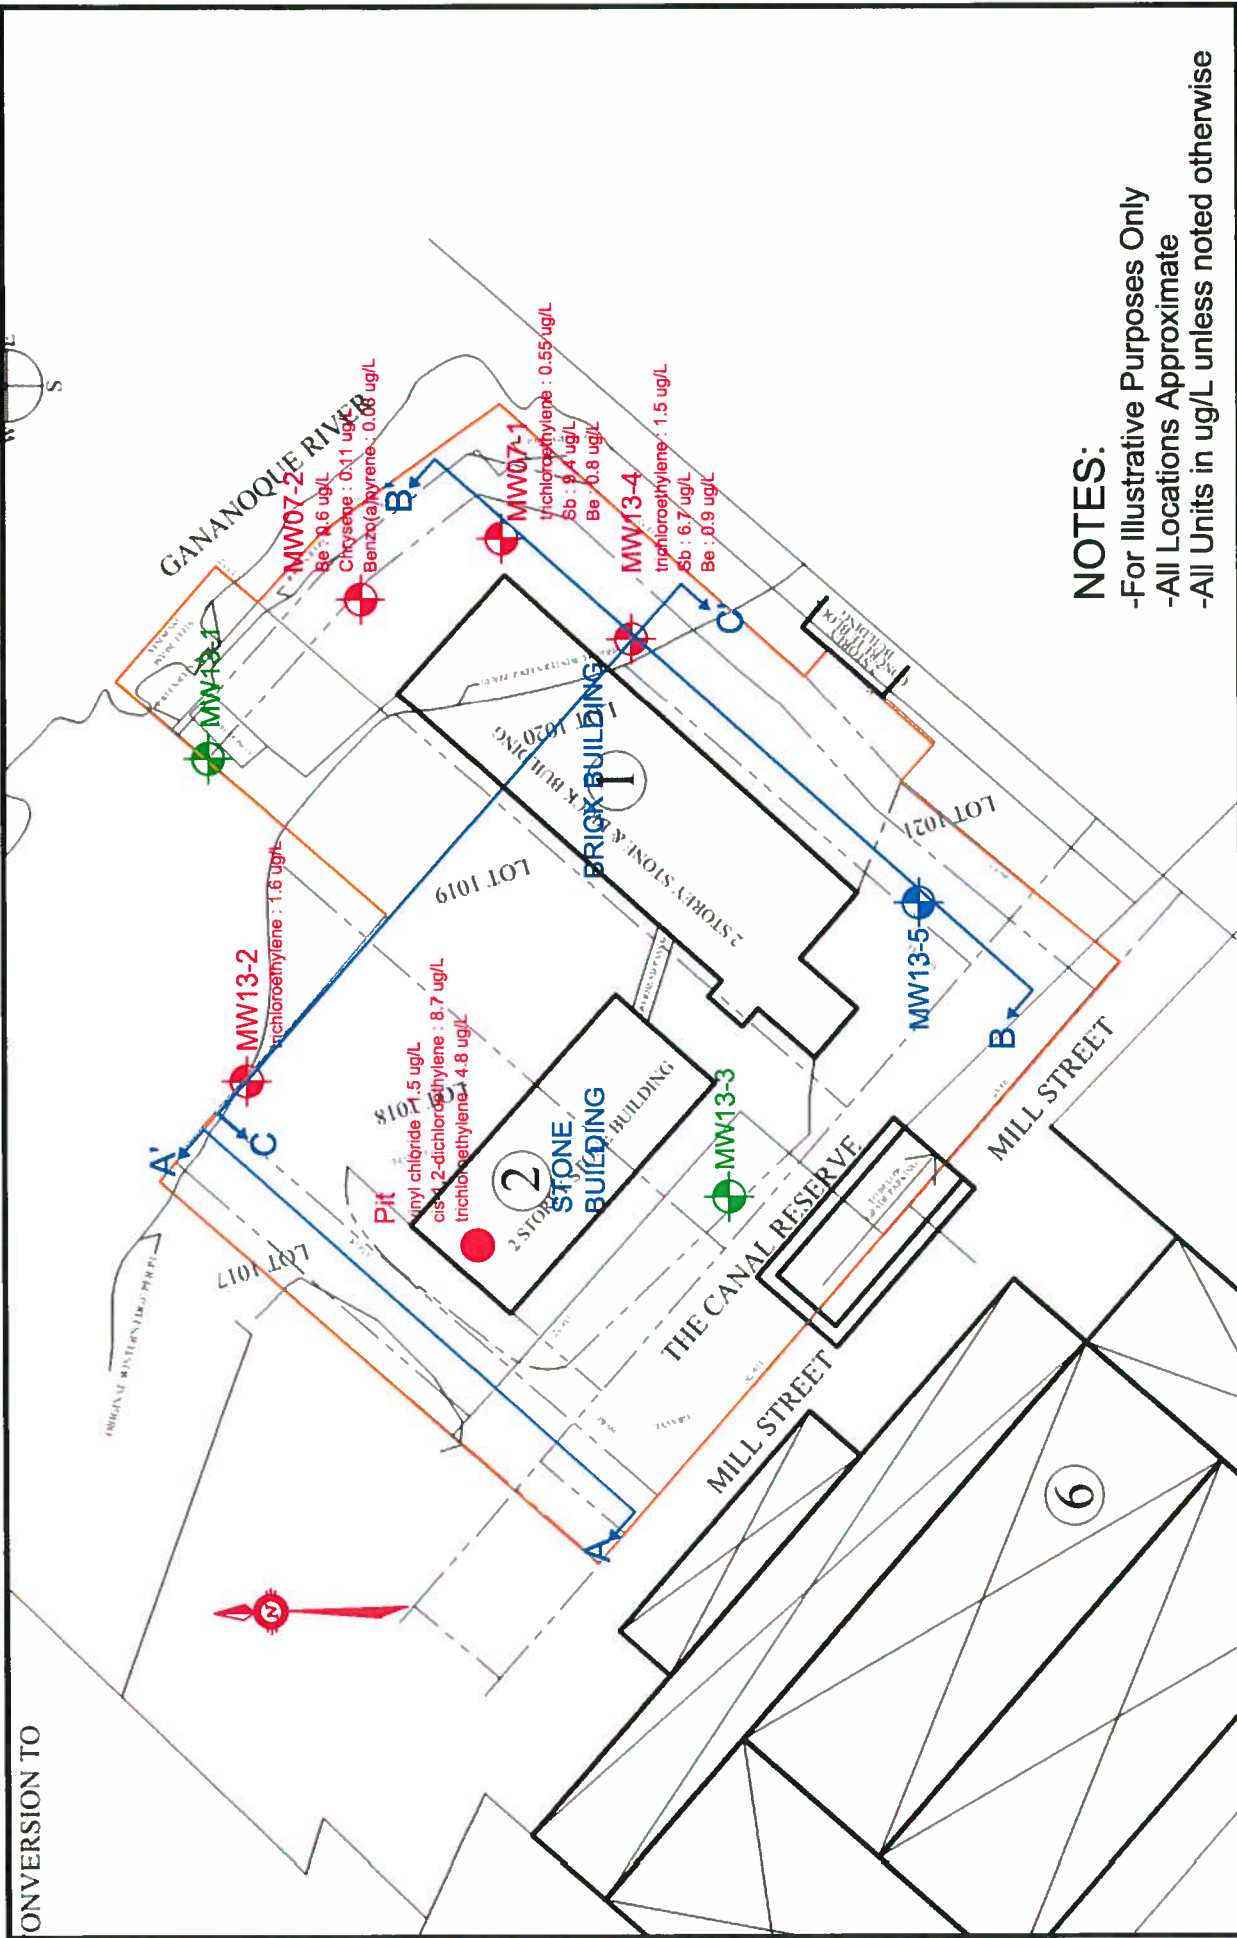 'ONVERSION TO
E
S
GANANOQUE RIVER
MW13-1
MW07-2
Be : 0.6 ug/L
Chrysene : 0.11 ug/L
Benzo(a)pyrene : 0.08 ug/L
MW07-1
trichloroethylene : 0.55 ug/L
Sb : 9.4 ug/L
Be : 0.8 ug/L
MW13-4
trichloroethylene : 1.5 ug/L
Sb : 6.7 ug/L
Be : 0.9 ug/L
MW13-2
trichloroethylene : 1.6 ug/L
Pit
vinyl chloride : 1.5 ug/L
cis-1,2-dichloroethylene : 8.7 ug/L
trichloroethylene : 4.8 ug/L
A'
C
B'
C'
A
B
N
LOT 1017
LOT 1018
LOT 1019
LOT 1020
LOT 1021
2 STOREY STONE & BRICK BUILDING
BRICK BUILDING
1
2
STONE
BUILDING
2 STOREY STONE BUILDING
MW13-3
MW13-5
THE CANAL RESERVE
MILL STREET
MILL STREET
6
NOTES:
-For Illustrative Purposes Only
-All Locations Approximate
-All Units in ug/L unless noted otherwise